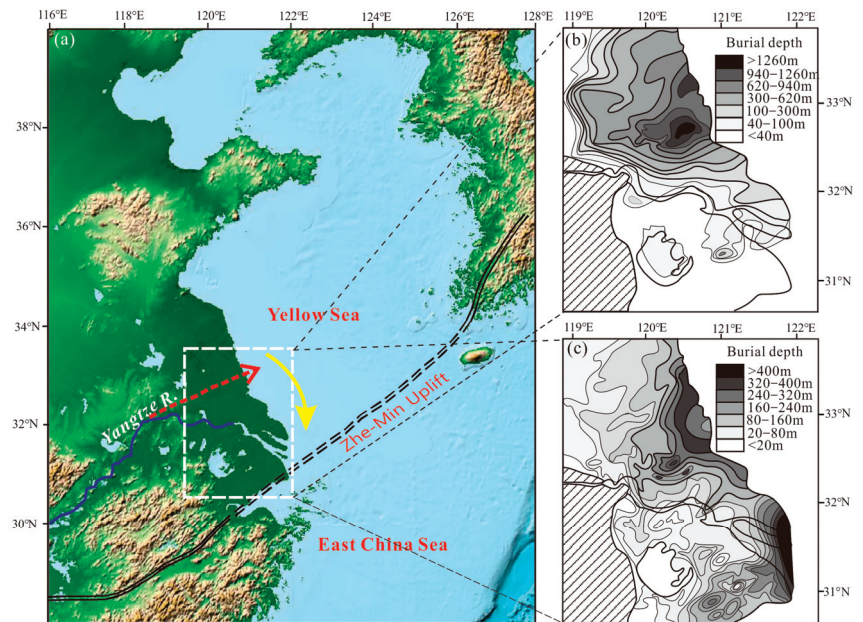 116°E
118°E
120°E
122°E
124°E
126°E
128°E
(a)
38°N
36°N
34°N
32°N
30°N
Yellow Sea
Yangtze R.
Zhe-Min Uplift
East China Sea
119°E
120°E
121°E
122°E
(b)
Burial depth
>1260m
940-1260m
620-940m
300-620m
100-300m
40-100m
<40m
33°N
32°N
31°N
119°E
120°E
121°E
122°E
(c)
Burial depth
>400m
320-400m
240-320m
160-240m
80-160m
20-80m
<20m
33°N
32°N
31°N